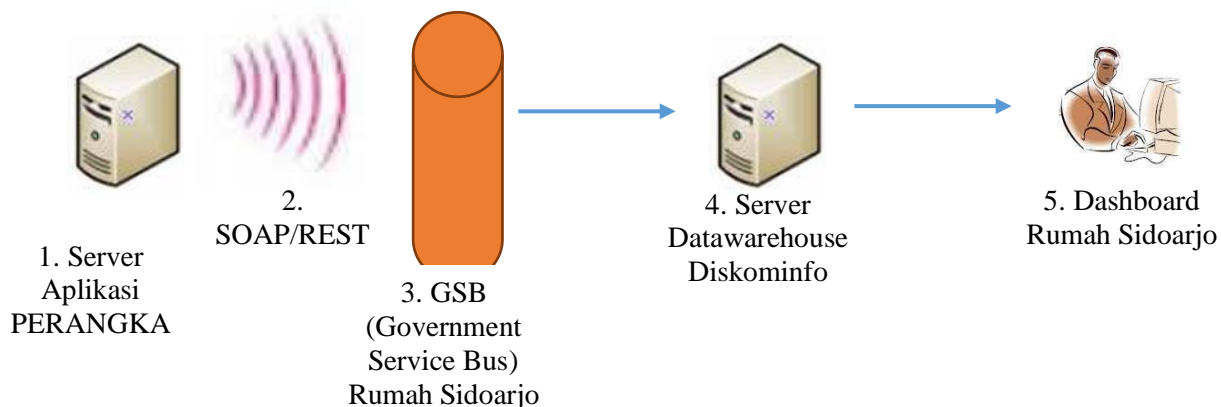 1. Server
Aplikasi
PERANGKA
2.
SOAP/REST
3. GSB
(Government
Service Bus)
Rumah Sidoarjo
4. Server
Datawarehouse
Diskominfo
5. Dashboard
Rumah Sidoarjo